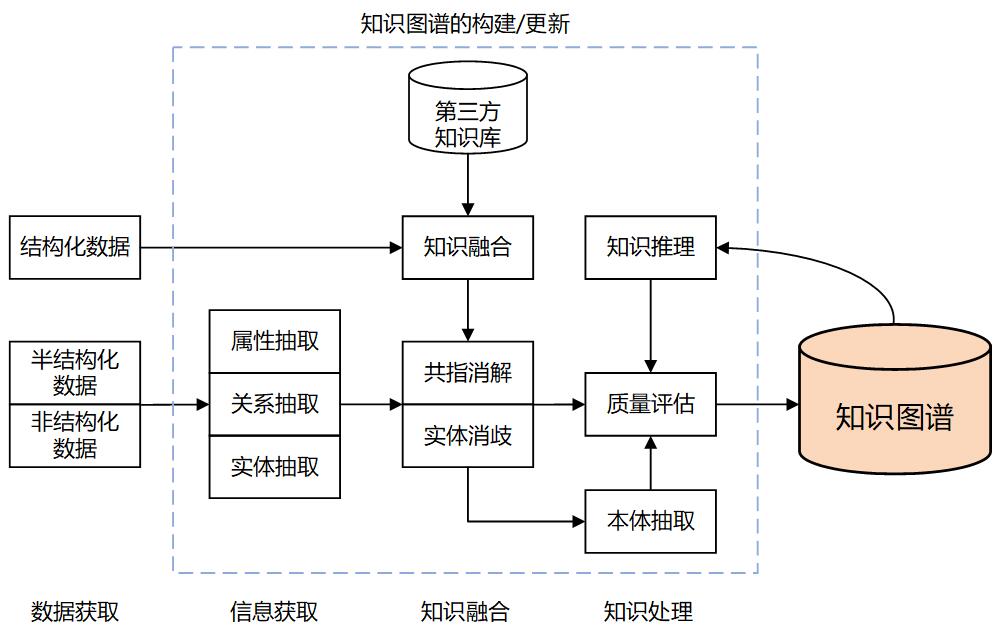 知识图谱的构建/更新
第三方
知识库
结构化数据
知识融合
知识推理
半结构化
数据
非结构化
数据
属性抽取
关系抽取
实体抽取
共指消解
实体消歧
质量评估
本体抽取
知识图谱
数据获取
信息获取
知识融合
知识处理